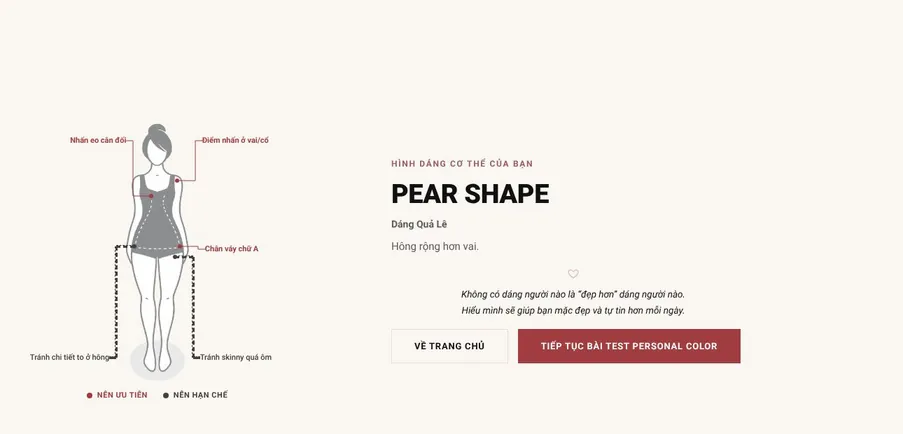 Nhấn eo cân đối
Điểm nhấn ở vai/cổ
Chân váy chữ A
Tránh chi tiết to ở hông
Tránh skinny quá ôm
NÊN ƯU TIÊN
NÊN HẠN CHẾ
HÌNH DÁNG CƠ THỂ CỦA BẠN
PEAR SHAPE
Dáng Quả Lê
Hông rộng hơn vai.
Không có dáng người nào là “đẹp hơn” dáng người nào.
Hiểu mình sẽ giúp bạn mặc đẹp và tự tin hơn mỗi ngày.
VỀ TRANG CHỦ
TIẾP TỤC BÀI TEST PERSONAL COLOR